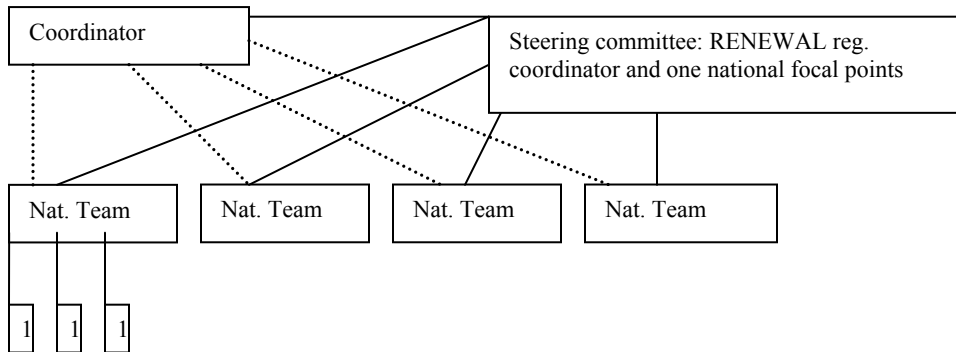 Coordinator
Steering committee: RENEWAL reg.
coordinator and one national focal points
Nat. Team
Nat. Team
Nat. Team
Nat. Team
1
1
1